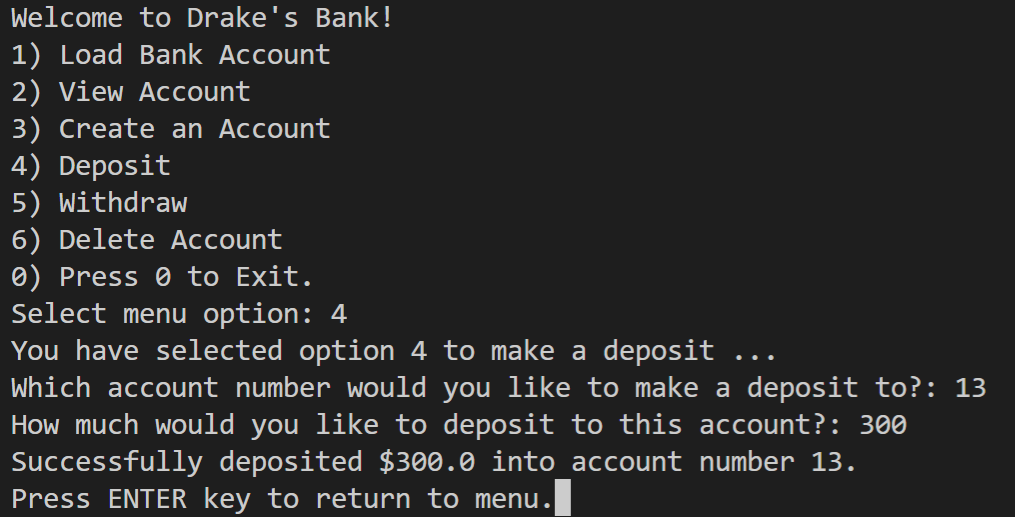 Welcome to Drake's Bank!
1) Load Bank Account
2) View Account
3) Create an Account
4) Deposit
5) Withdraw
6) Delete Account
0) Press 0 to Exit.
Select menu option: 4
You have selected option 4 to make a deposit ...
Which account number would you like to make a deposit to?: 13
How much would you like to deposit to this account?: 300
Successfully deposited $300.0 into account number 13.
Press ENTER key to return to menu.